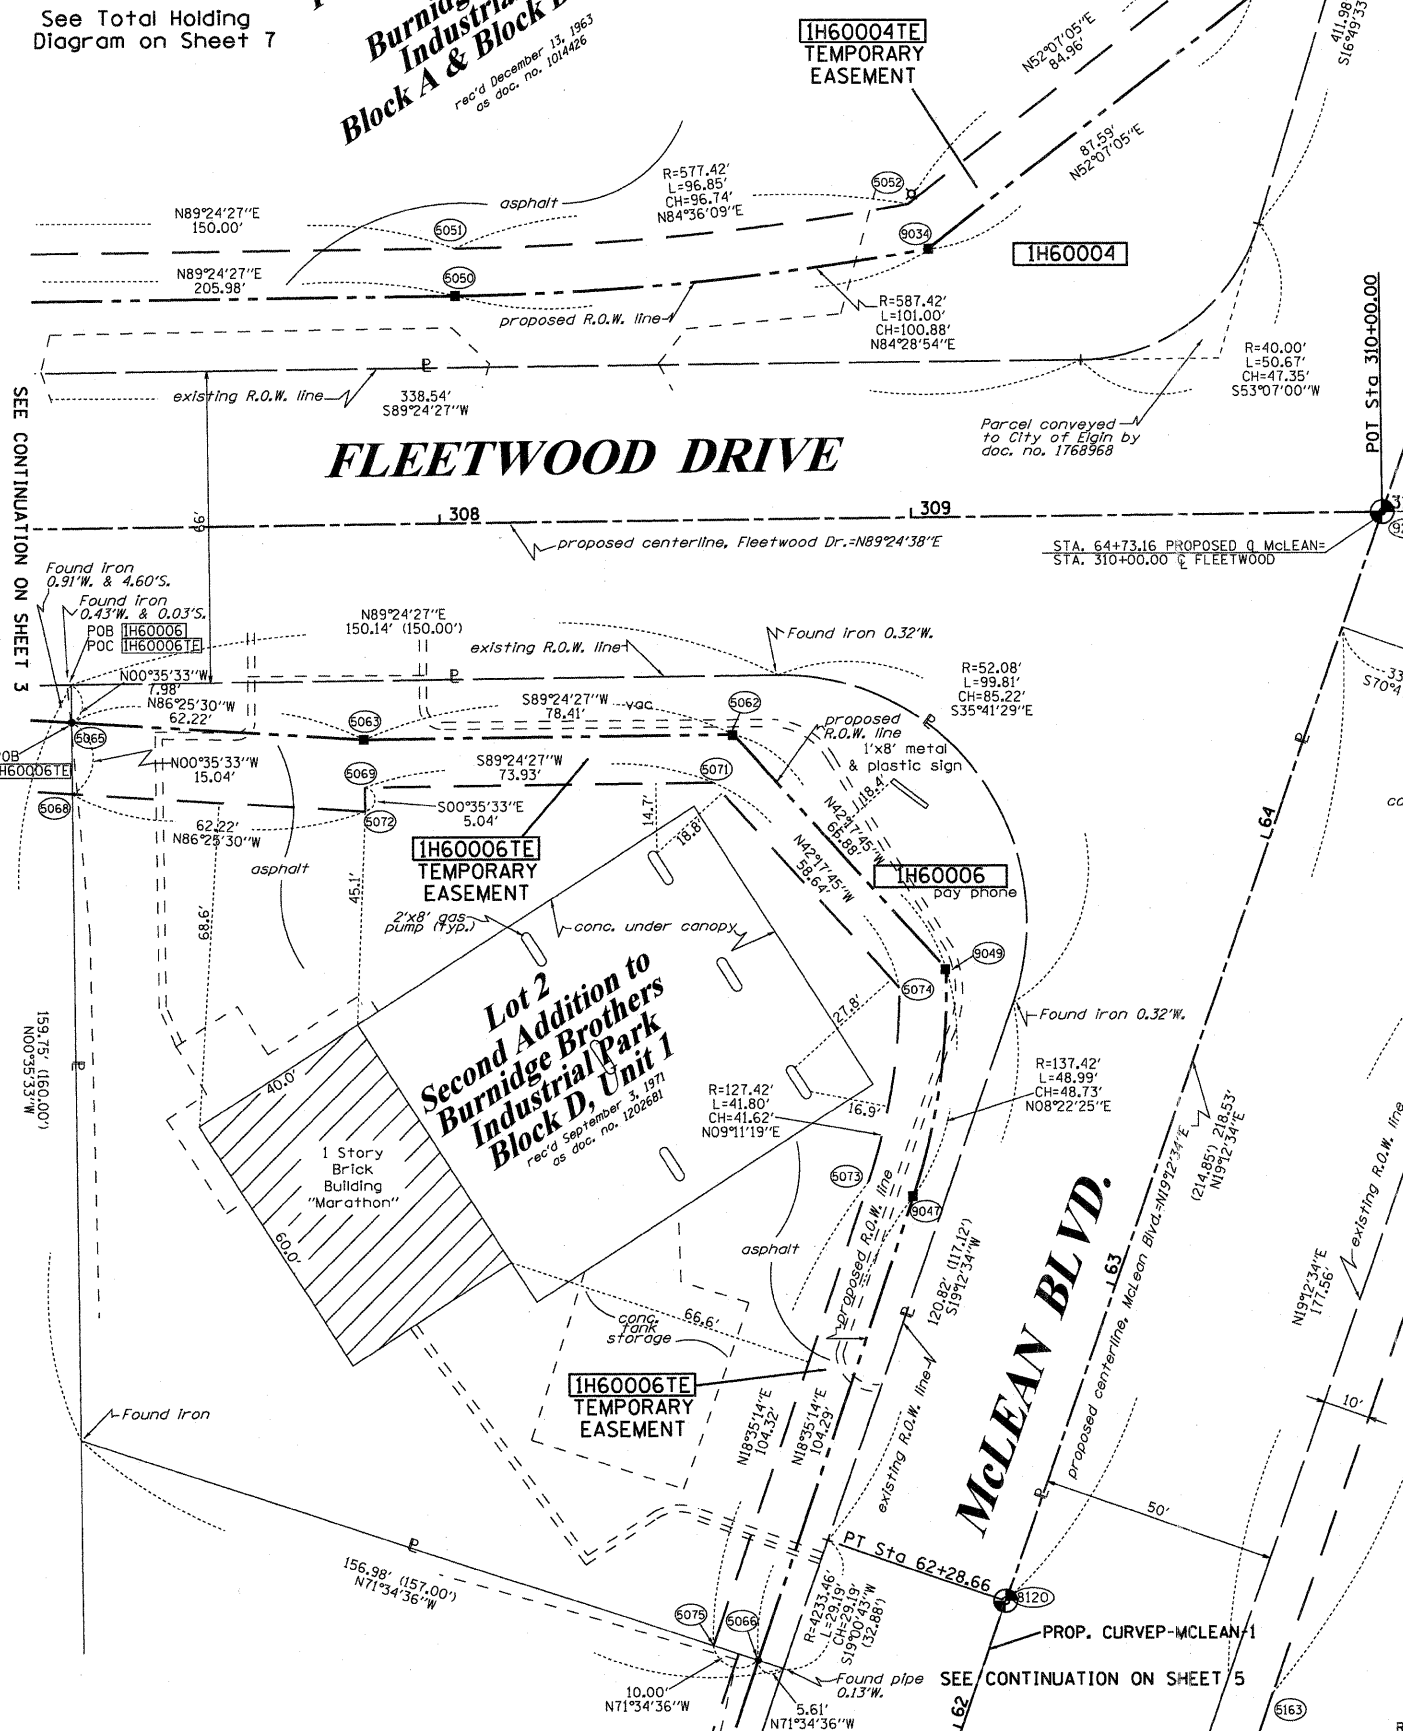 See Total Holding
Diagram on Sheet 7
Industrial
Block A & Block
rec'd December 13, 1963
as doc. no. 1014426
1H60004TE
TEMPORARY
EASEMENT
N52°07'05"E
84.96'
411.98'
87.59'
N52°07'05"E
R=577.42'
L=96.85'
CH=96.74'
N84°36'09"E
5052
asphalt
N89°24'27"E
150.00'
5051
9034
1H60004
N89°24'27"E
205.98'
5050
proposed R.O.W. line
R=587.42'
L=101.00'
CH=100.88'
N84°28'54"E
R=40.00'
L=50.67'
CH=47.35'
S53°07'00"W
POT Sta 310+00.00
existing R.O.W. line
338.54'
S89°24'27"W
Parcel conveyed
to City of Elgin by
doc. no. 1768968
SEE CONTINUATION ON SHEET 3
FLEETWOOD DRIVE
66'
308
309
proposed centerline, Fleetwood Dr.=N89°24'38"E
STA. 64+73.16 PROPOSED ℄ McLEAN=
STA. 310+00.00 ℄ FLEETWOOD
Found iron
0.91'W. & 4.60'S.
Found iron
0.43'W. & 0.03'S.
POB 1H60006
POC 1H60006TE
N89°24'27"E
150.14' (150.00')
existing R.O.W. line
Found iron 0.32'W.
R=52.08'
L=99.81'
CH=85.22'
S35°41'29"E
N00°35'33"W
7.98'
N86°25'30"W
62.22'
5063
S89°24'27"W
78.41'
vac
5062
proposed
R.O.W. line
1'x8' metal
& plastic sign
5065
N00°35'33"W
15.04'
H60006TE
5068
5069
S89°24'27"W
73.93'
5071
S00°35'33"E
5.04'
5072
62.22'
N86°25'30"W
14.7'
18.8'
18.4'
N42°17'45"W
66.88'
N42°17'45"W
58.64'
64
asphalt
1H60006TE
TEMPORARY
EASEMENT
1H60006
pay phone
45.1'
68.6'
2'x8' gas
pump (typ.)
conc. under canopy
9049
5074
27.8'
Found iron 0.32'W.
Lot 2
Second Addition to
Burnidge Brothers
Industrial Park
Block D, Unit 1
rec'd September 3, 1971
as doc. no. 1202681
159.75' (160.00')
N00°35'33"W
40.0'
R=127.42'
L=41.80'
CH=41.62'
N09°11'19"E
16.9'
R=137.42'
L=48.99'
CH=48.73'
N08°22'25"E
1 Story
Brick
Building
"Marathon"
60.0'
5073
9047
proposed R.O.W. line
asphalt
120.82' (117.12')
S19°12'34"W
McLEAN BLVD.
63
proposed centerline, McLean Blvd.=N19°12'34"E
(214.85') 218.53'
N19°12'34"E
existing R.O.W. line
N19°12'34"E
177.56'
conc.
tank
storage
66.6'
1H60006TE
TEMPORARY
EASEMENT
N18°35'14"E
104.32'
N18°35'14"E
104.29'
existing R.O.W. line
10'
Found iron
50'
PT Sta 62+28.66
8120
156.98' (157.00')
N71°34'36"W
R=4233.46'
L=29.19'
CH=29.19'
S19°00'43"W
(32.88')
5075
5066
PROP. CURVEP-MCLEAN-1
Found pipe
0.13'W.
SEE CONTINUATION ON SHEET 5
10.00'
N71°34'36"W
5.61'
N71°34'36"W
62
5163